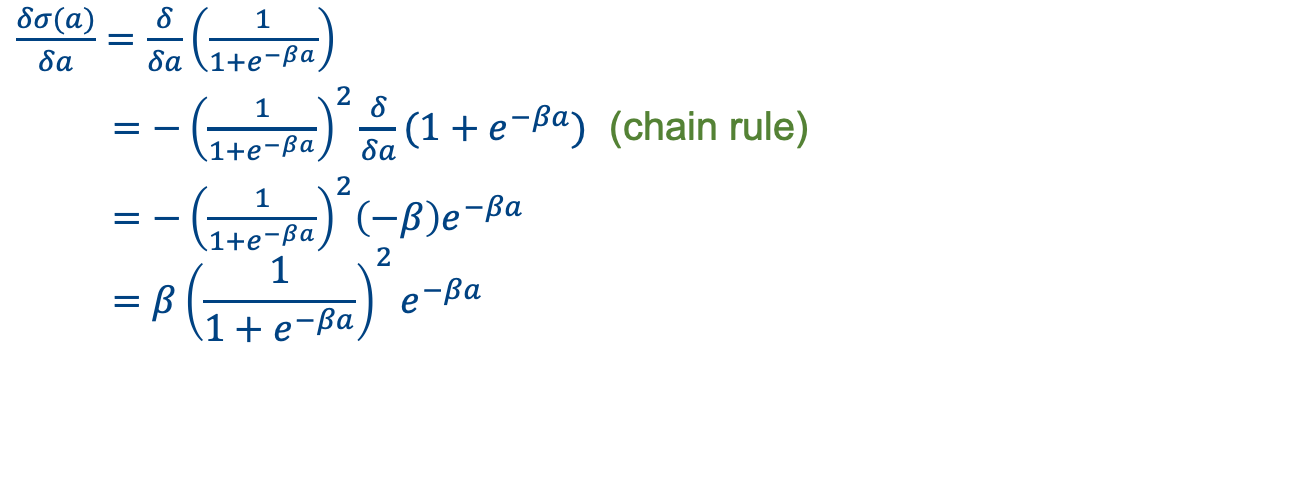 δσ(a)/δa = δ/δa (1/(1+e^{−βa}))
= −(1/(1+e^{−βa}))² δ/δa (1 + e^{−βa}) (chain rule)
= −(1/(1+e^{−βa}))² (−β)e^{−βa}
= β (1/(1 + e^{−βa}))² e^{−βa}